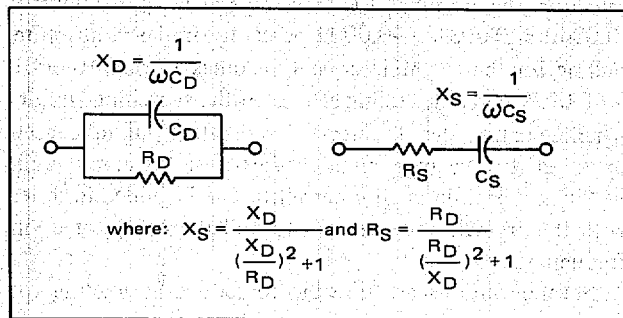 X_D = 1/(ωC_D)
X_S = 1/(ωC_S)
C_D
R_D
R_S C_S
where: X_S = X_D/((X_D/R_D)^2 +1) and R_S = R_D/((R_D/X_D)^2 +1)